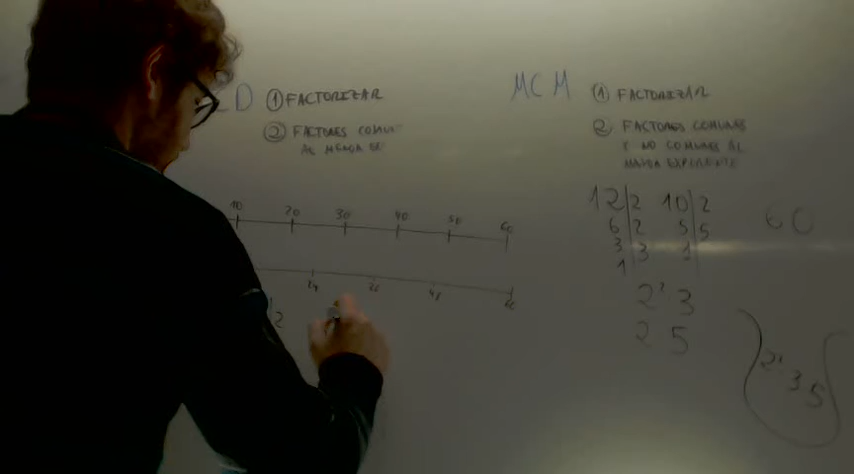 D
① FACTORIZAR
② FACTORES COMU
AL MENOR EX
10 20 30 40 50 60
24 36 48 60
2
MCM
① FACTORIZAR
2 FACTORES COMUNES
Y NO COMUNES AL
MAYOR EXPONENTE
12 2 10 2
6 2 5 5
3 3 1
1
2² 3
2 5
60
2² 3 5